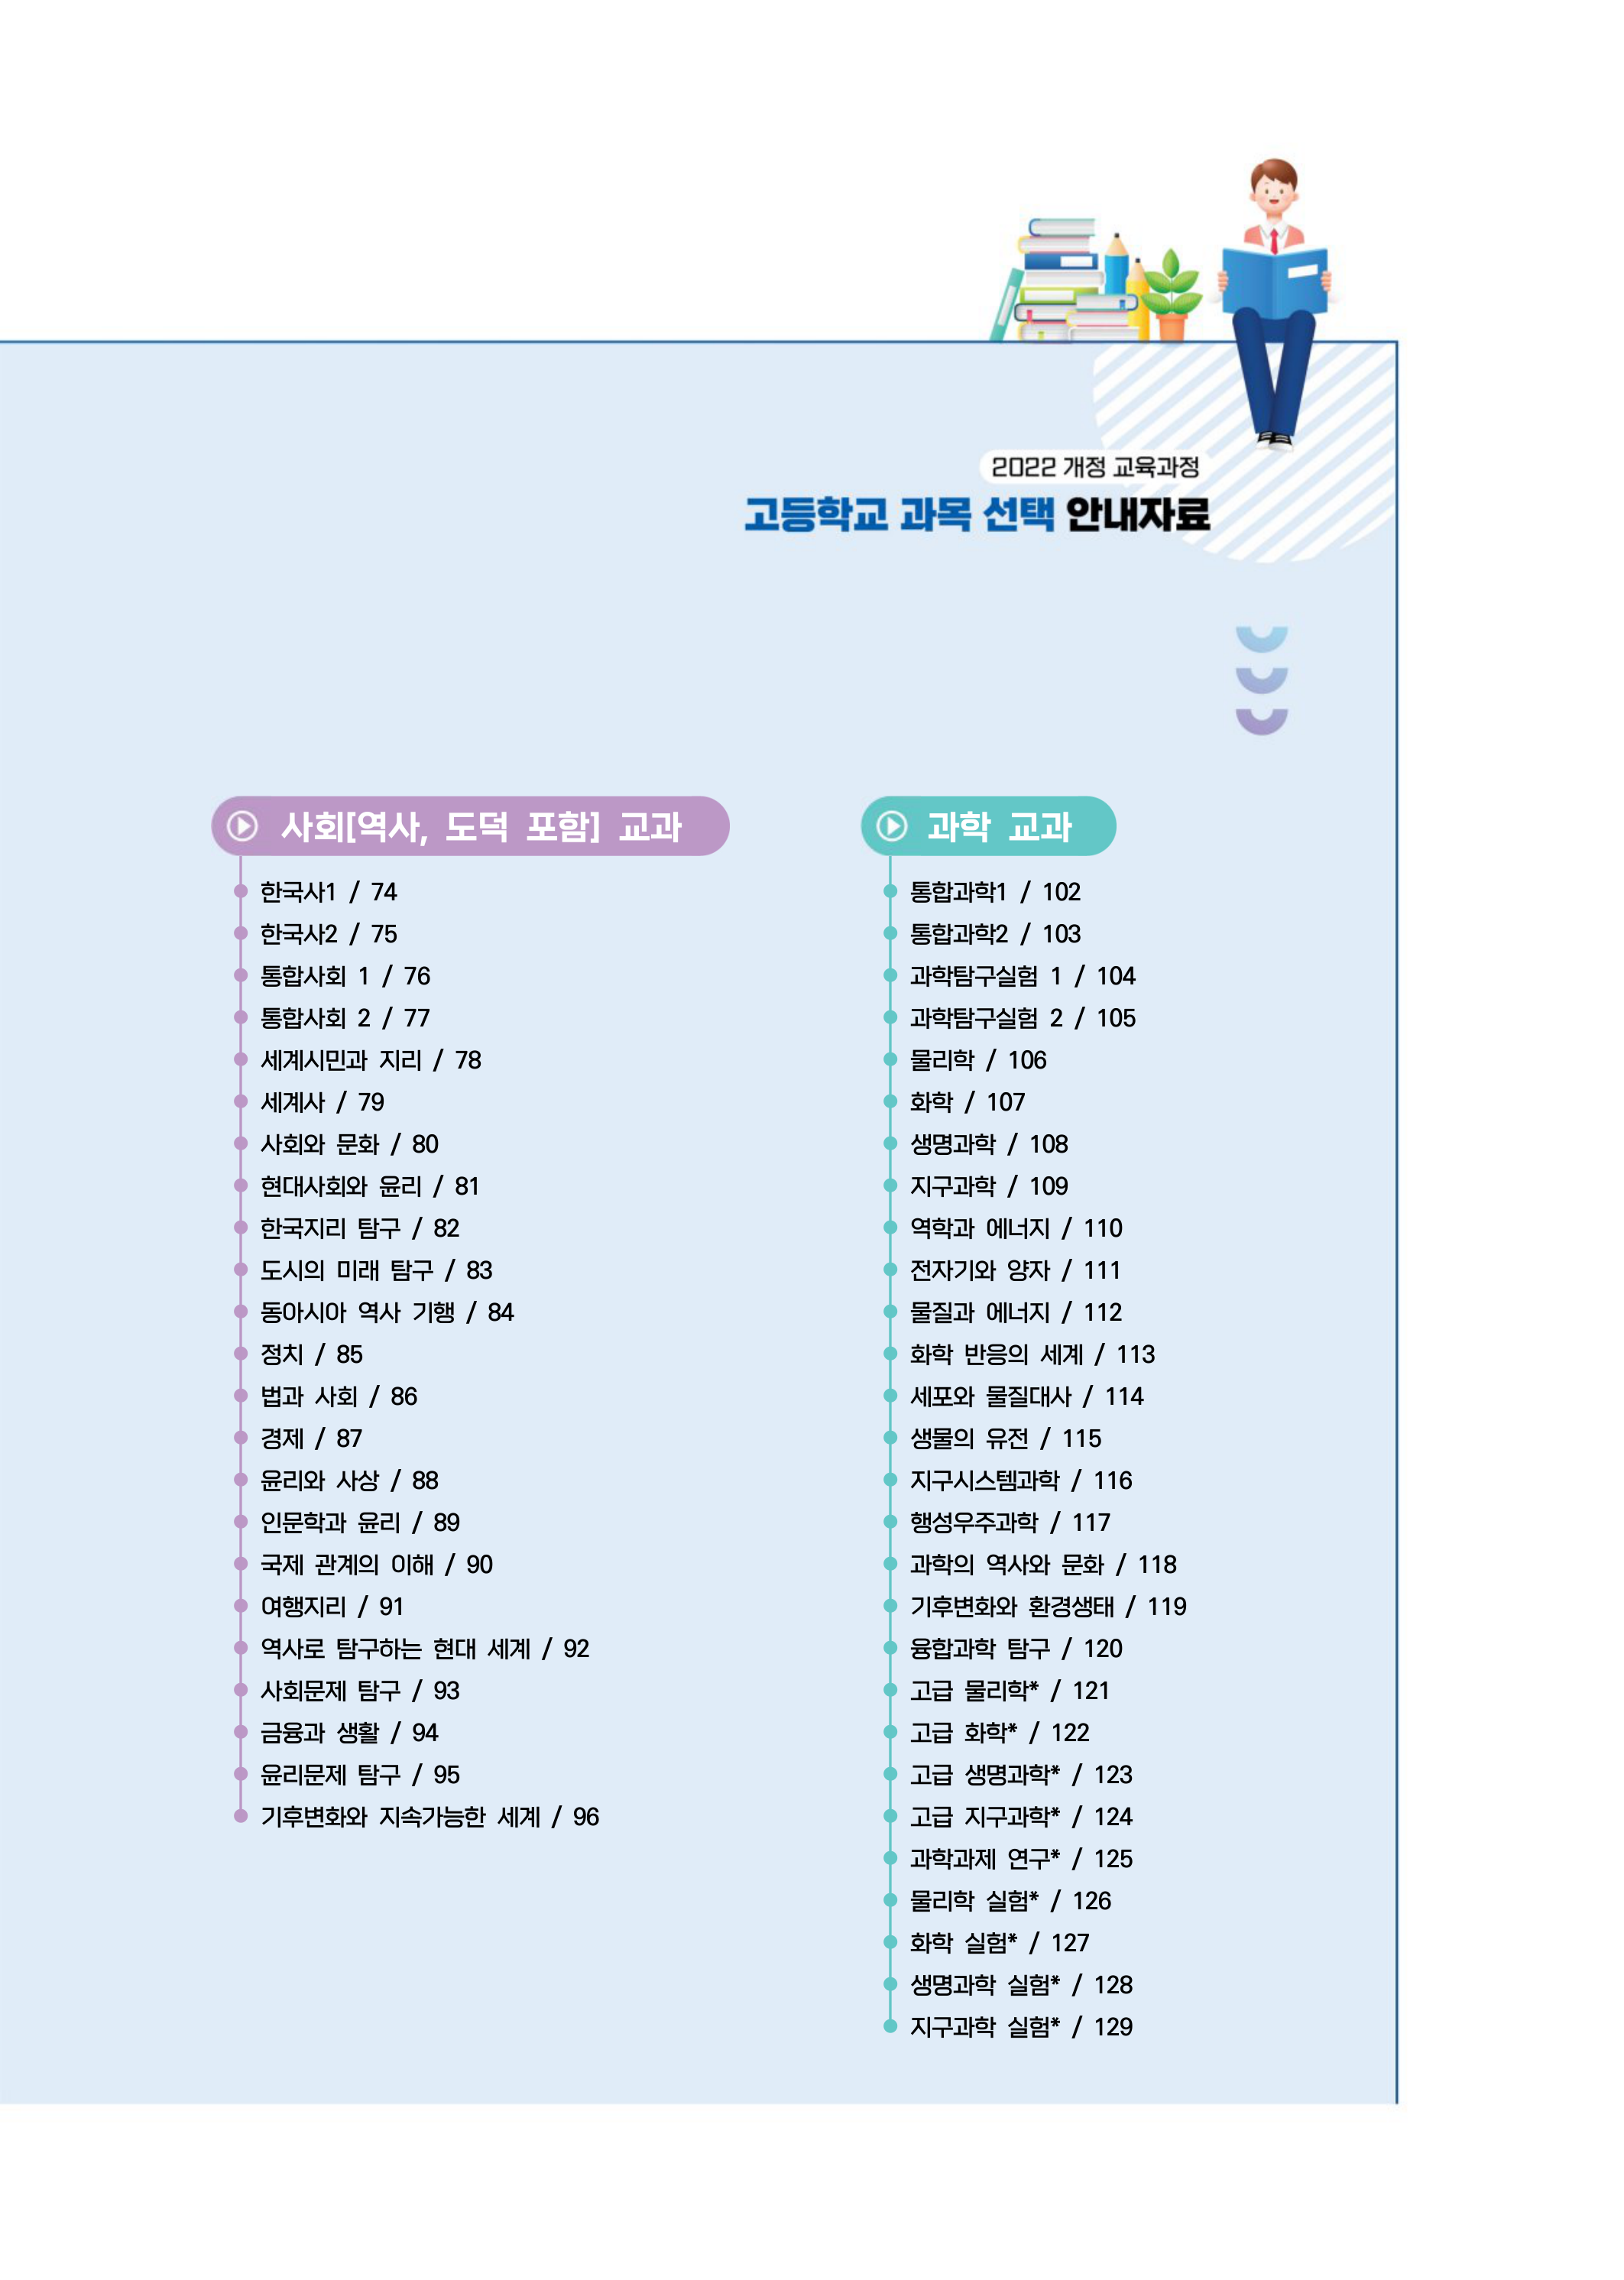 2022 개정 교육과정
고등학교 과목 선택 안내자료
사회[역사, 도덕 포함] 교과
한국사1 / 74
한국사2 / 75
통합사회 1 / 76
통합사회 2 / 77
세계시민과 지리 / 78
세계사 / 79
사회와 문화 / 80
현대사회와 윤리 / 81
한국지리 탐구 / 82
도시의 미래 탐구 / 83
동아시아 역사 기행 / 84
정치 / 85
법과 사회 / 86
경제 / 87
윤리와 사상 / 88
인문학과 윤리 / 89
국제 관계의 이해 / 90
여행지리 / 91
역사로 탐구하는 현대 세계 / 92
사회문제 탐구 / 93
금융과 생활 / 94
윤리문제 탐구 / 95
기후변화와 지속가능한 세계 / 96
과학 교과
통합과학1 / 102
통합과학2 / 103
과학탐구실험 1 / 104
과학탐구실험 2 / 105
물리학 / 106
화학 / 107
생명과학 / 108
지구과학 / 109
역학과 에너지 / 110
전자기와 양자 / 111
물질과 에너지 / 112
화학 반응의 세계 / 113
세포와 물질대사 / 114
생물의 유전 / 115
지구시스템과학 / 116
행성우주과학 / 117
과학의 역사와 문화 / 118
기후변화와 환경생태 / 119
융합과학 탐구 / 120
고급 물리학* / 121
고급 화학* / 122
고급 생명과학* / 123
고급 지구과학* / 124
과학과제 연구* / 125
물리학 실험* / 126
화학 실험* / 127
생명과학 실험* / 128
지구과학 실험* / 129